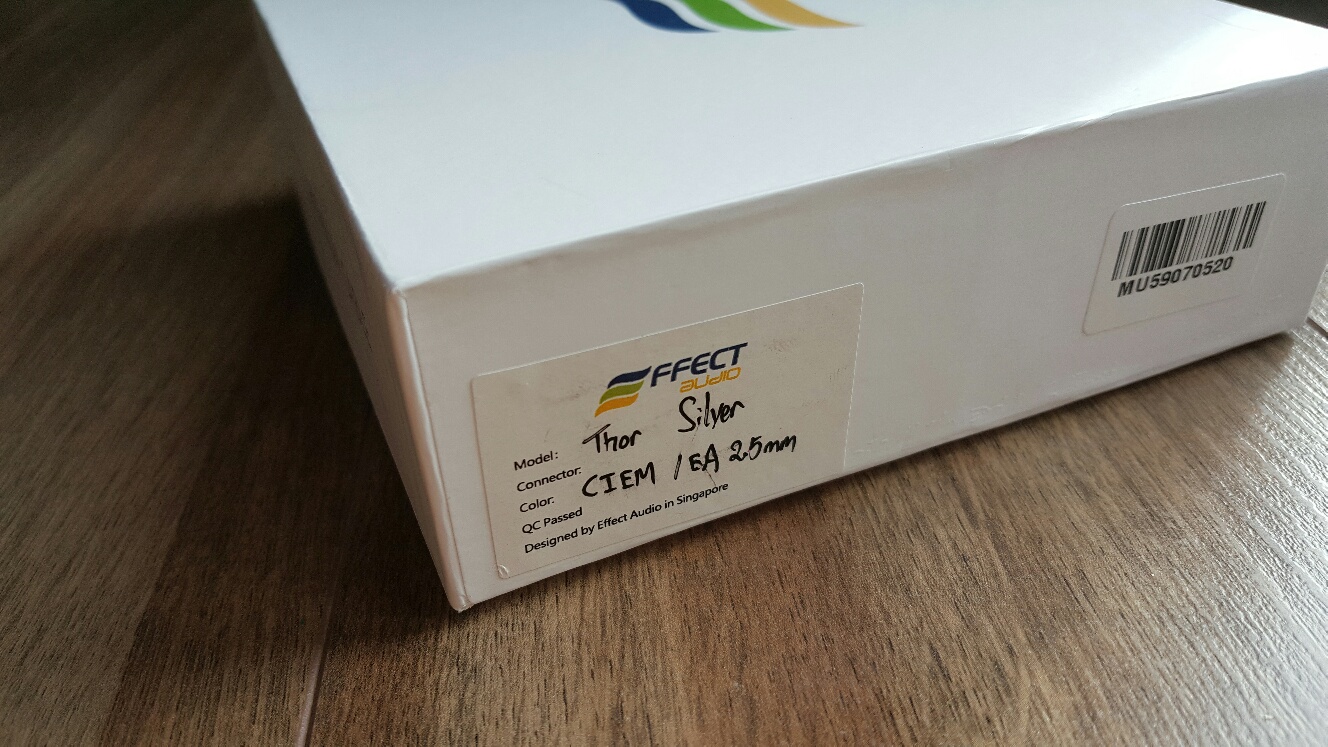 EFFECT
audio
Model: Thor Silver
Connector: CIEM / EA 2.5mm
Color:
QC Passed
Designed by Effect Audio in Singapore
MU59070520